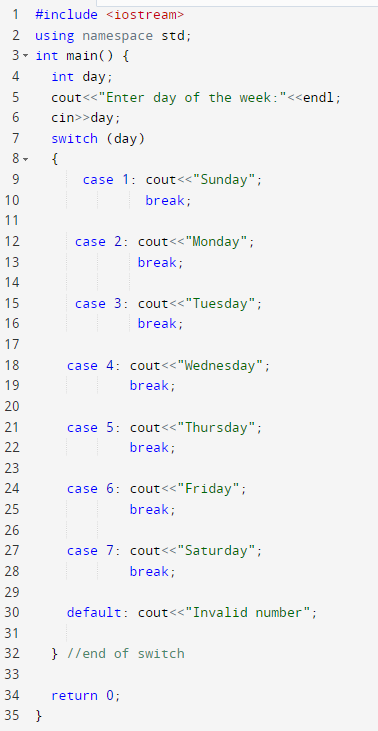 1 #include <iostream>
2 using namespace std;
3 int main() {
4 int day;
5 cout<<"Enter day of the week:"<<endl;
6 cin>>day;
7 switch (day)
8 {
9 case 1: cout<<"Sunday";
10 break;
11
12 case 2: cout<<"Monday";
13 break;
14
15 case 3: cout<<"Tuesday";
16 break;
17
18 case 4: cout<<"Wednesday";
19 break;
20
21 case 5: cout<<"Thursday";
22 break;
23
24 case 6: cout<<"Friday";
25 break;
26
27 case 7: cout<<"Saturday";
28 break;
29
30 default: cout<<"Invalid number";
31
32 } //end of switch
33
34 return 0;
35 }